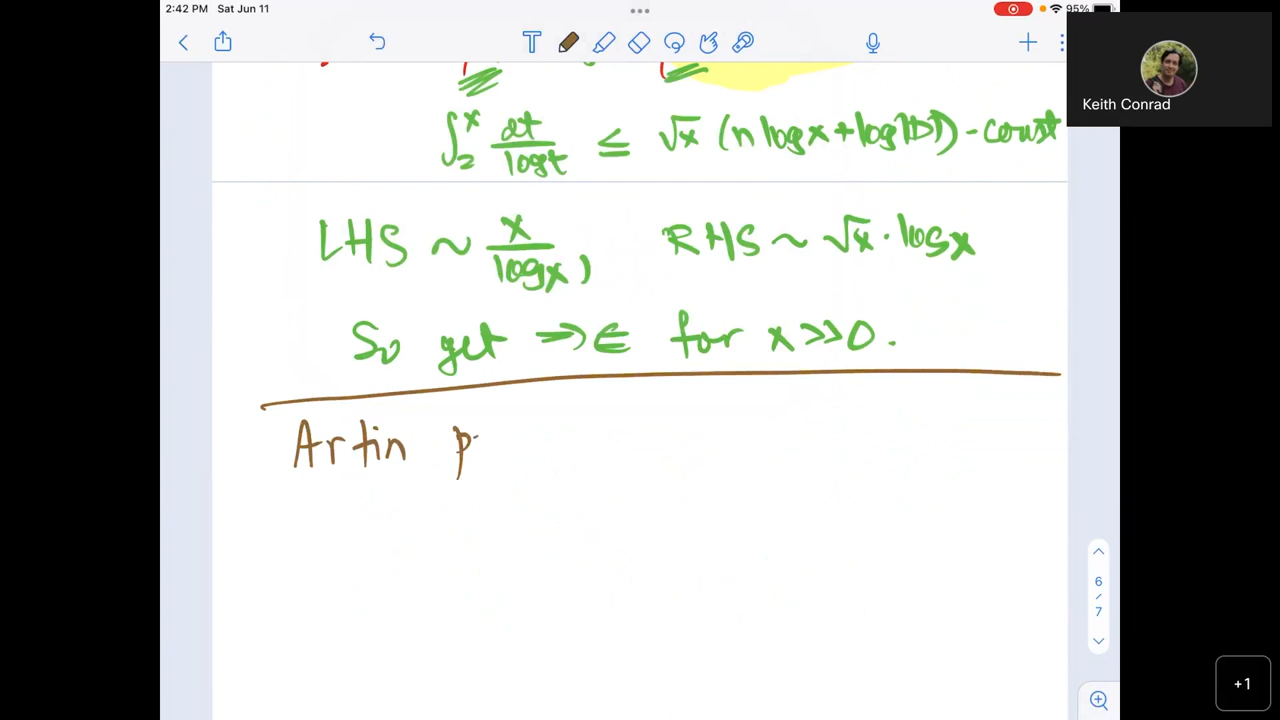 2:42 PM Sat Jun 11
95%
Keith Conrad
∫₂ˣ dt/log t ≤ √x (n log x + log |D|) - const
LHS ~ x/log x, RHS ~ √x · log x
So get ⇒⇐ for x >> 0.
Artin p
6
/
7
+1